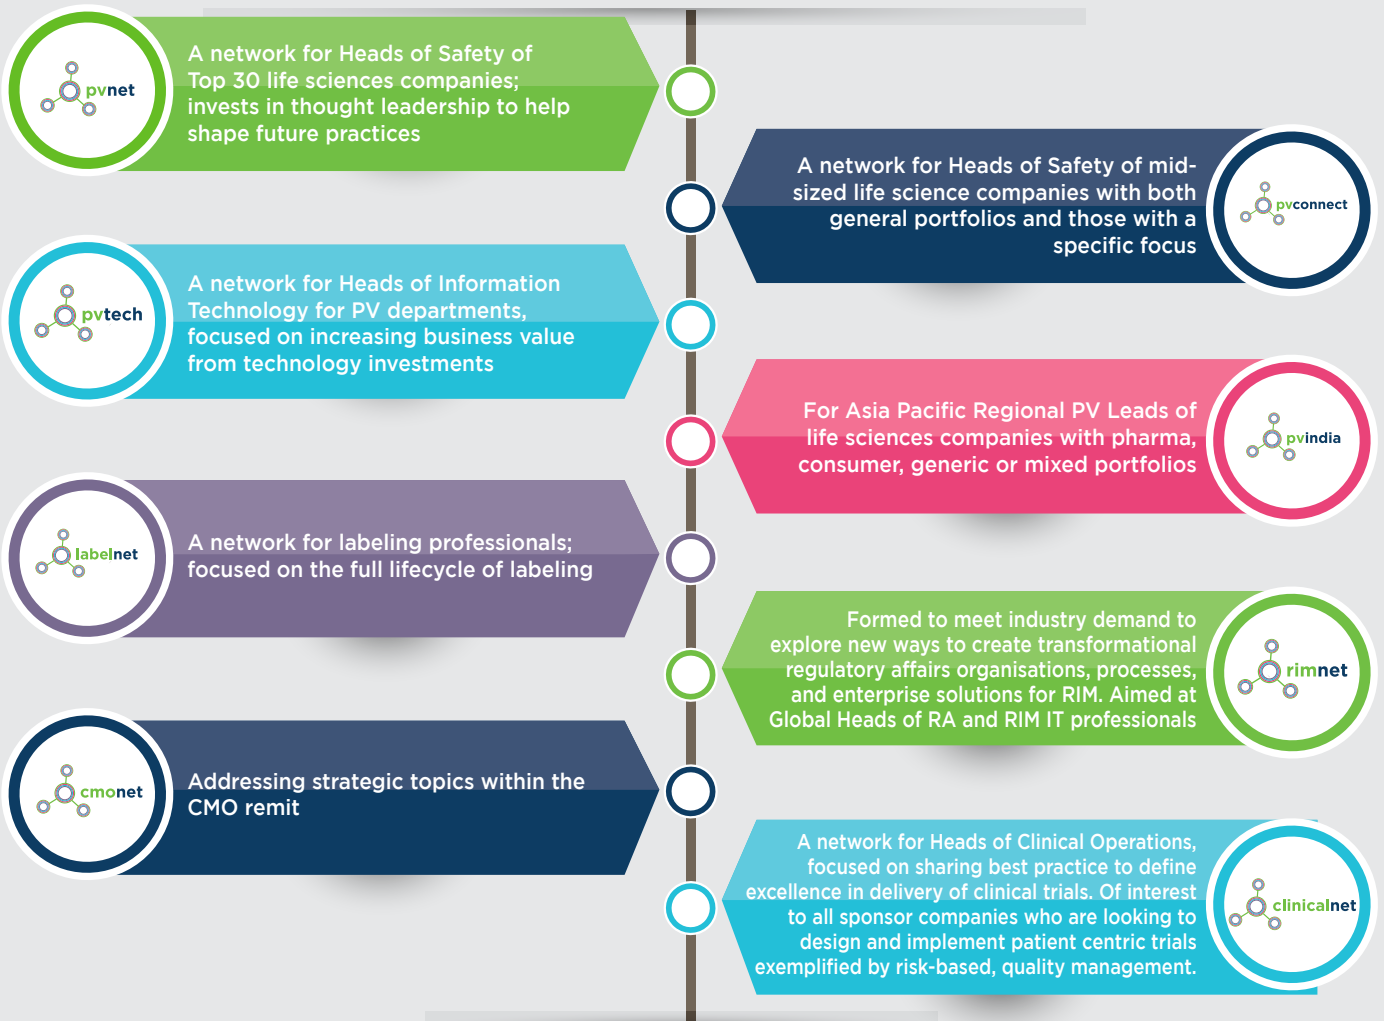 pvnet
A network for Heads of Safety of
Top 30 life sciences companies;
invests in thought leadership to help
shape future practices
A network for Heads of Safety of mid-
sized life science companies with both
general portfolios and those with a
specific focus
pvconnect
pvtech
A network for Heads of Information
Technology for PV departments,
focused on increasing business value
from technology investments
For Asia Pacific Regional PV Leads of
life sciences companies with pharma,
consumer, generic or mixed portfolios
pvindia
labelnet
A network for labeling professionals;
focused on the full lifecycle of labeling
Formed to meet industry demand to
explore new ways to create transformational
regulatory affairs organisations, processes,
and enterprise solutions for RIM. Aimed at
Global Heads of RA and RIM IT professionals
rimnet
cmonet
Addressing strategic topics within the
CMO remit
A network for Heads of Clinical Operations,
focused on sharing best practice to define
excellence in delivery of clinical trials. Of interest
to all sponsor companies who are looking to
design and implement patient centric trials
exemplified by risk-based, quality management.
clinicalnet